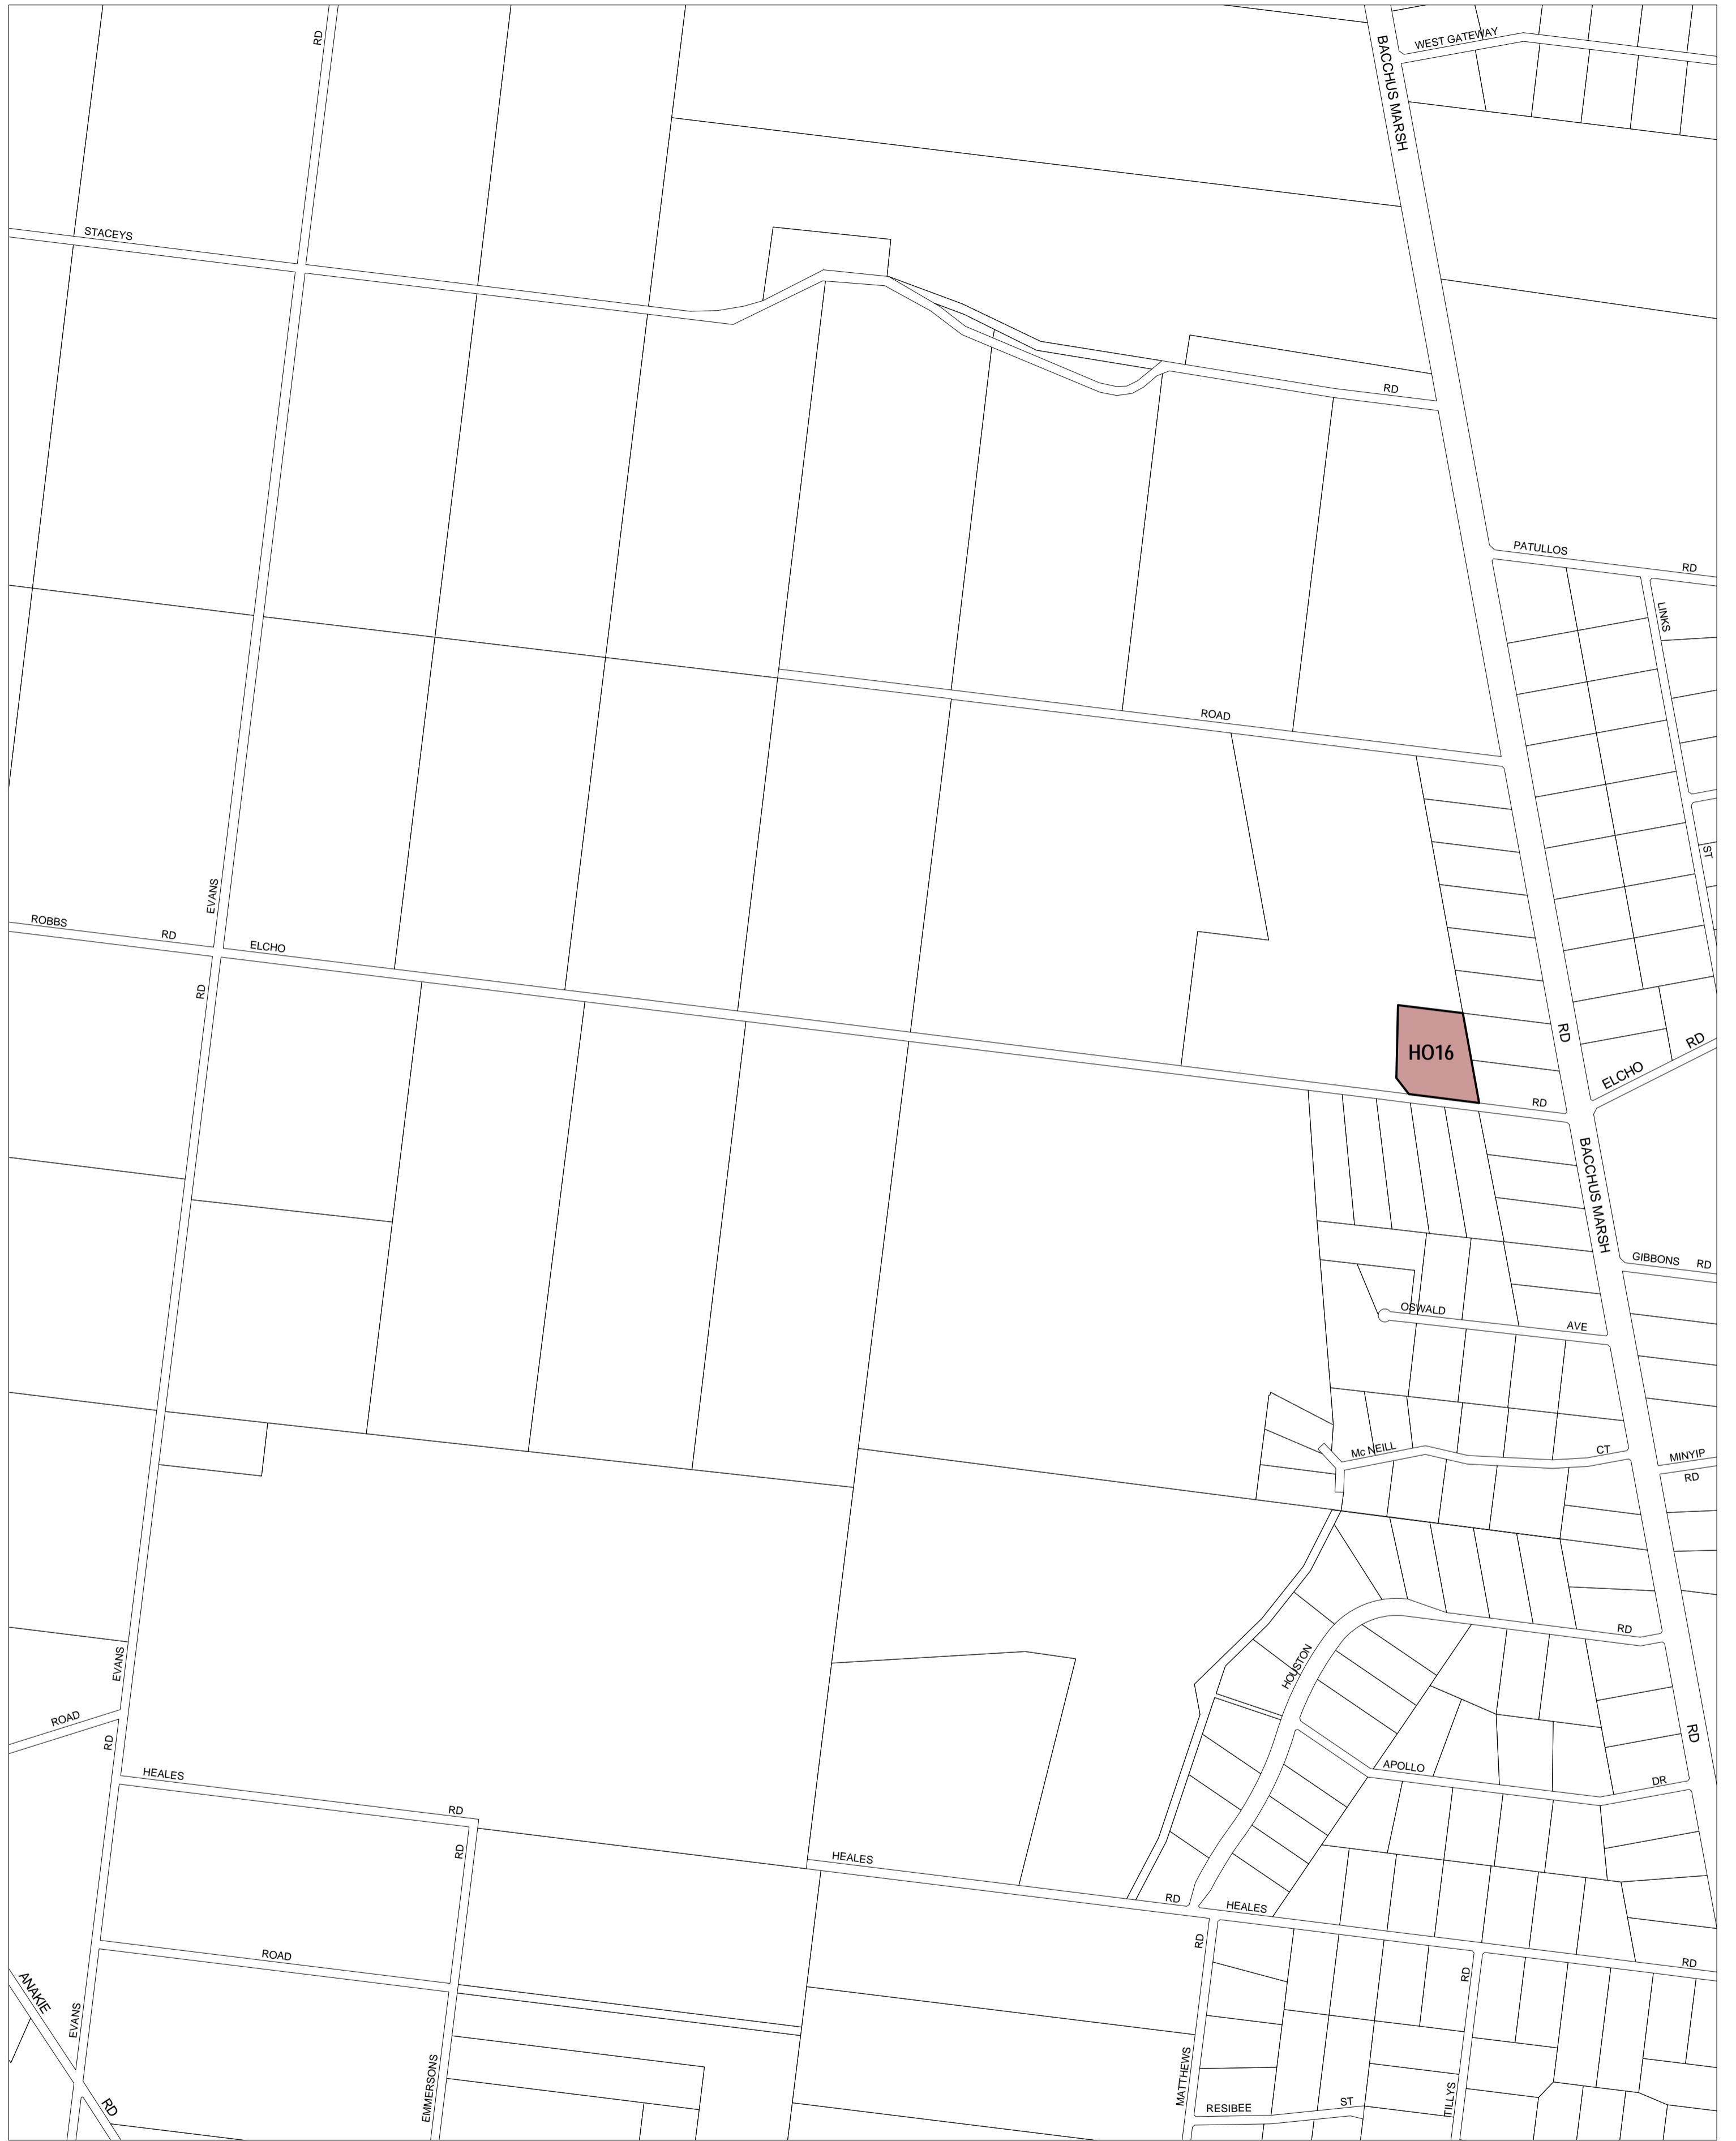 RD
BACCHUS MARSH
WEST GATEWAY
STACEYS
RD
PATULLOS
RD
LINKS
ROAD
ST
EVANS
ROBBS
RD
ELCHO
RD
RD
HO16
RD
ELCHO
RD
BACCHUS MARSH
GIBBONS
RD
OSWALD
AVE
Mc NEILL
CT
MINYIP
RD
RD
HOUSTON
EVANS
ROAD
RD
RD
APOLLO
DR
HEALES
RD
RD
HEALES
RD
HEALES
RD
RD
RD
ROAD
ANAKIE
EVANS
RD
EMMERSONS
MATTHEWS
RESIBEE
ST
TILLYS